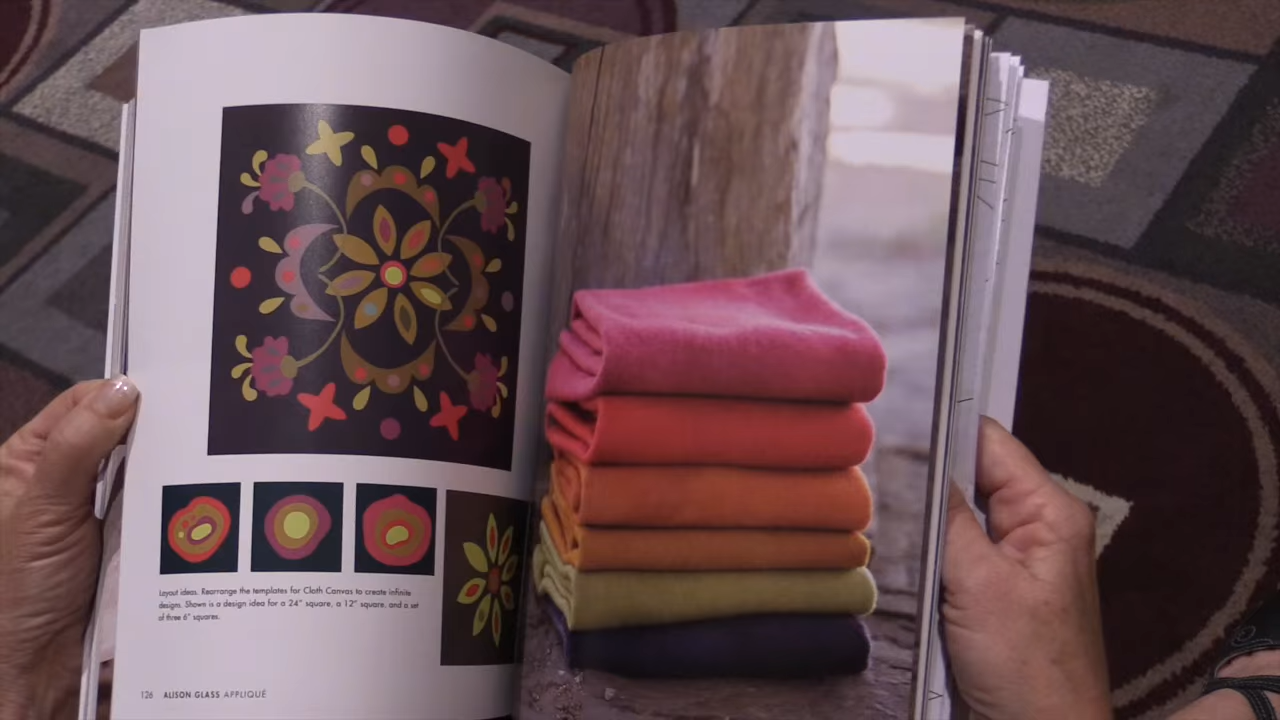 Layout ideas. Rearrange the templates for Cloth Canvas to create infinite
designs. Shown is a design idea for a 24" square, a 12" square, and a set
of three 6" squares.
126 ALISON GLASS APPLIQUÉ